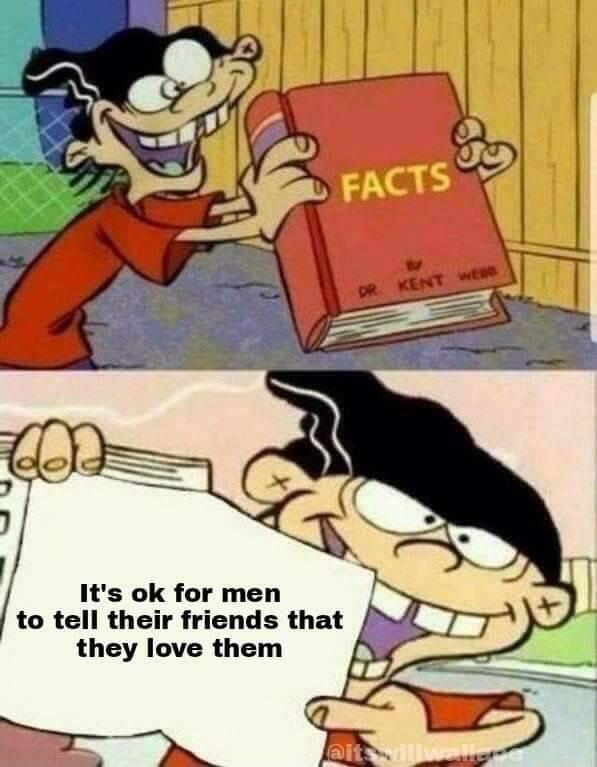 FACTS
By
DR. KENT WEBB
It's ok for men
to tell their friends that
they love them